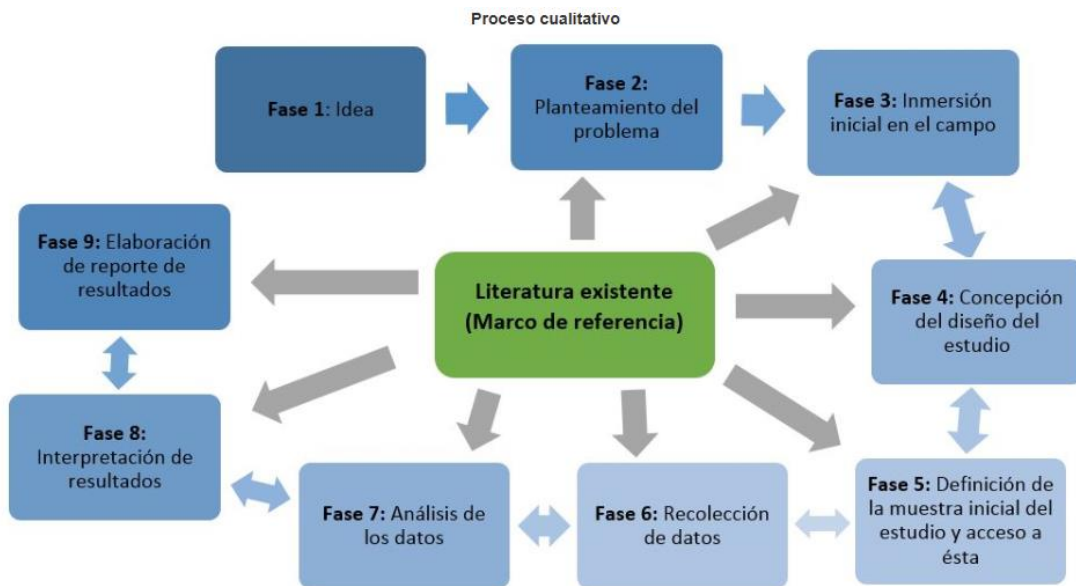 Proceso cualitativo
Fase 1: Idea
Fase 2:
Planteamiento del
problema
Fase 3: Inmersión
inicial en el campo
Fase 4: Concepción
del diseño del
estudio
Fase 5: Definición de
la muestra inicial del
estudio y acceso a
ésta
Fase 6: Recolección
de datos
Fase 7: Análisis de
los datos
Fase 8:
Interpretación de
resultados
Fase 9: Elaboración
de reporte de
resultados
Literatura existente
(Marco de referencia)